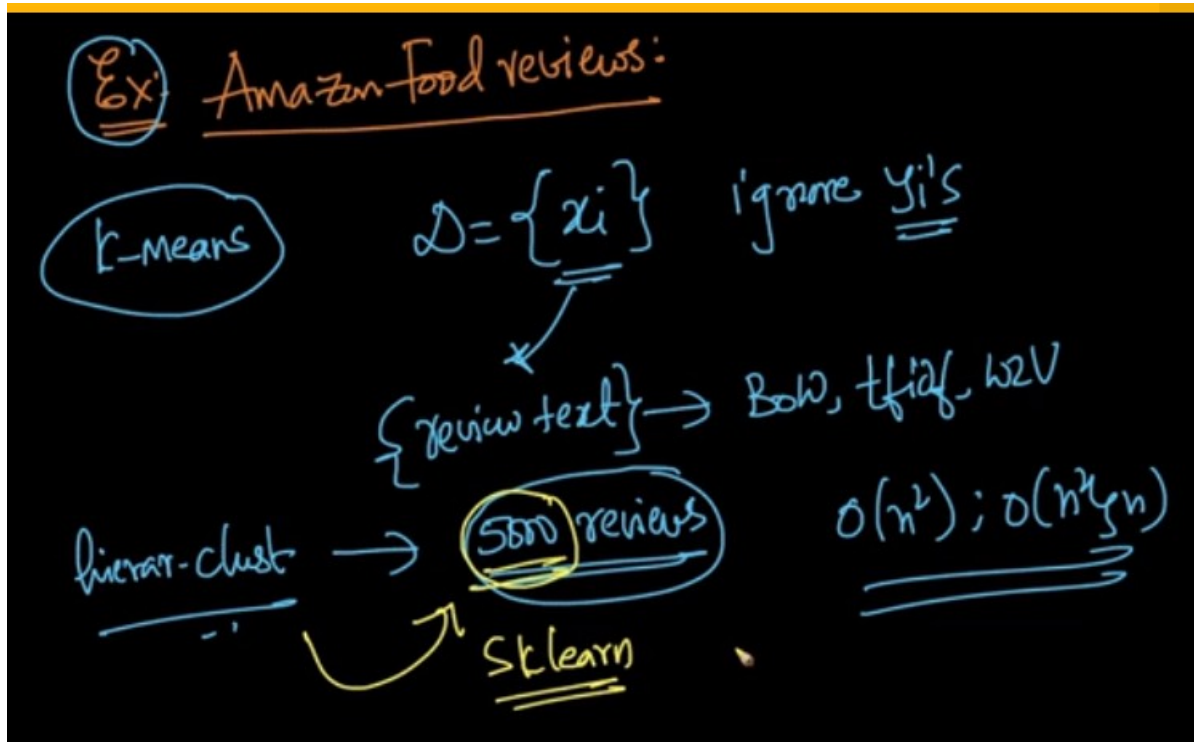 Ex: Amazon Food reviews:
K-Means D = {xi} ignore yi's
{review text} → BoW, tfidf, W2V
hierar-clust → 5000 reviews O(n²); O(n² lg n)
Sklearn